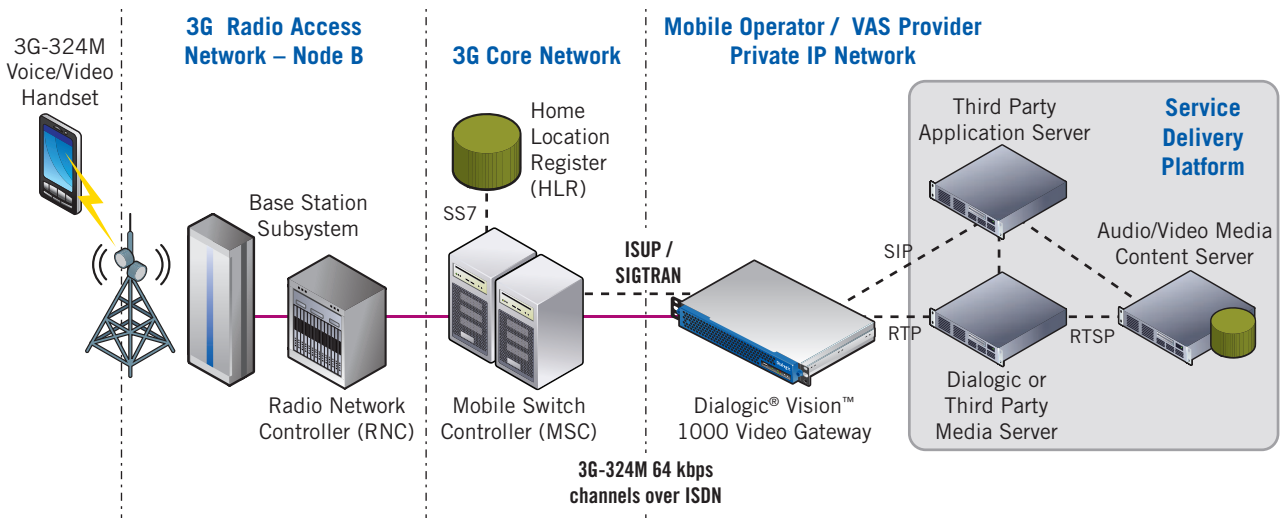 3G-324M
Voice/Video
Handset
3G Radio Access
Network – Node B
3G Core Network
Mobile Operator / VAS Provider
Private IP Network
Home
Location
Register
(HLR)
SS7
Base Station
Subsystem
Radio Network
Controller (RNC)
Mobile Switch
Controller (MSC)
ISUP /
SIGTRAN
Dialogic® Vision™
1000 Video Gateway
3G-324M 64 kbps
channels over ISDN
Third Party
Application Server
Service
Delivery
Platform
SIP
RTP
RTSP
Audio/Video Media
Content Server
Dialogic or
Third Party
Media Server